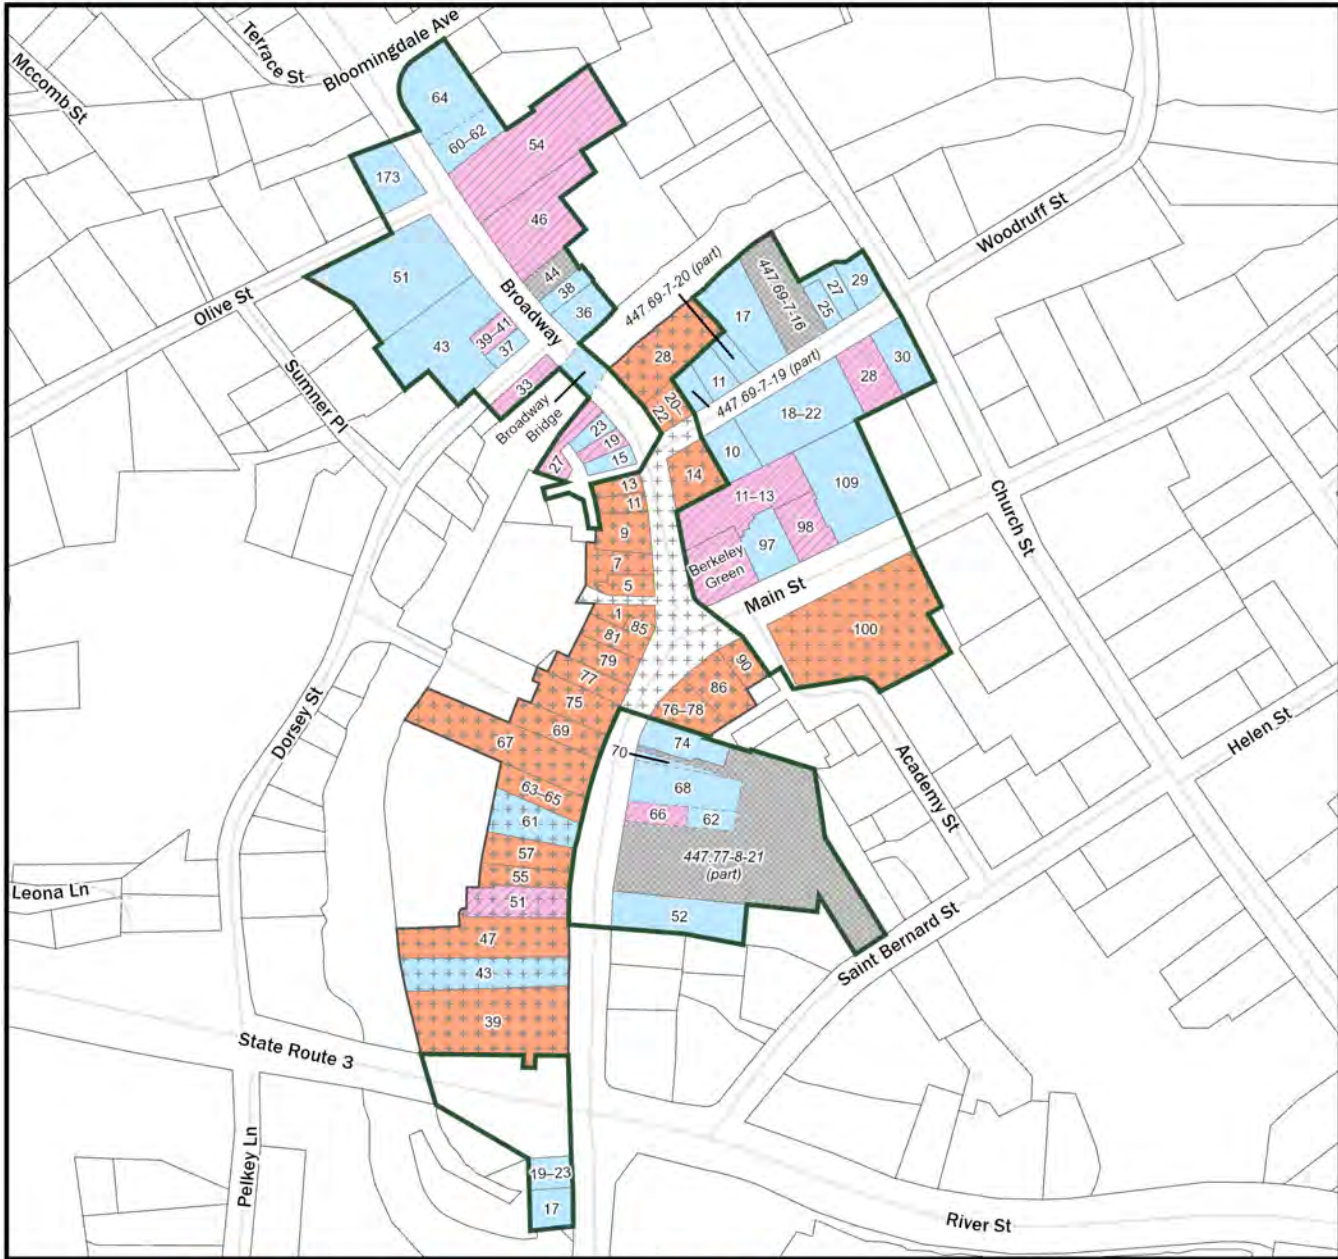 Terrace St
Bloomingdale Ave
Mccomb St
64
60–62
54
173
46
Woodruff St
51
44
38
36
Broadway
447.69-7-20 (part)
17
447.69-7-16
29
27
25
Olive St
39–41
37
43
33
Broadway
Bridge
28
20-
22
11
447.69-7-19 (part)
30
28
18–22
10
Sumner Pl
23
19
15
27
14
13
11
9
7
5
11–13
109
98
97
Berkeley
Green
Church St
Main St
1
85
81
79
77
75
69
67
90
86
76–78
100
Dorsey St
63–65
61
57
55
51
47
43
39
74
70
68
66
62
447.77-8-21
(part)
52
Academy St
Helen St
Leona Ln
Saint Bernard St
State Route 3
Pelkey Ln
19–23
17
River St